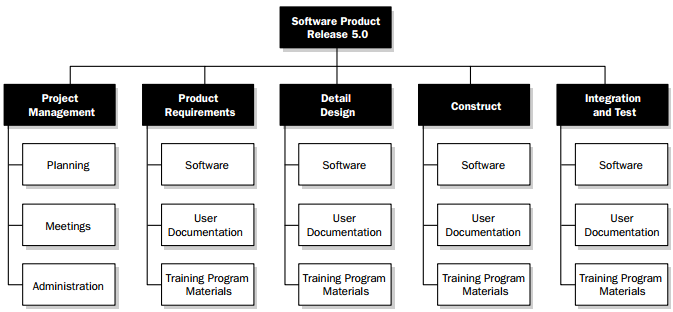 Software Product
Release 5.0
Project
Management
Product
Requirements
Detail
Design
Construct
Integration
and Test
Planning
Software
Software
Software
Software
Meetings
User
Documentation
User
Documentation
User
Documentation
User
Documentation
Administration
Training Program
Materials
Training Program
Materials
Training Program
Materials
Training Program
Materials